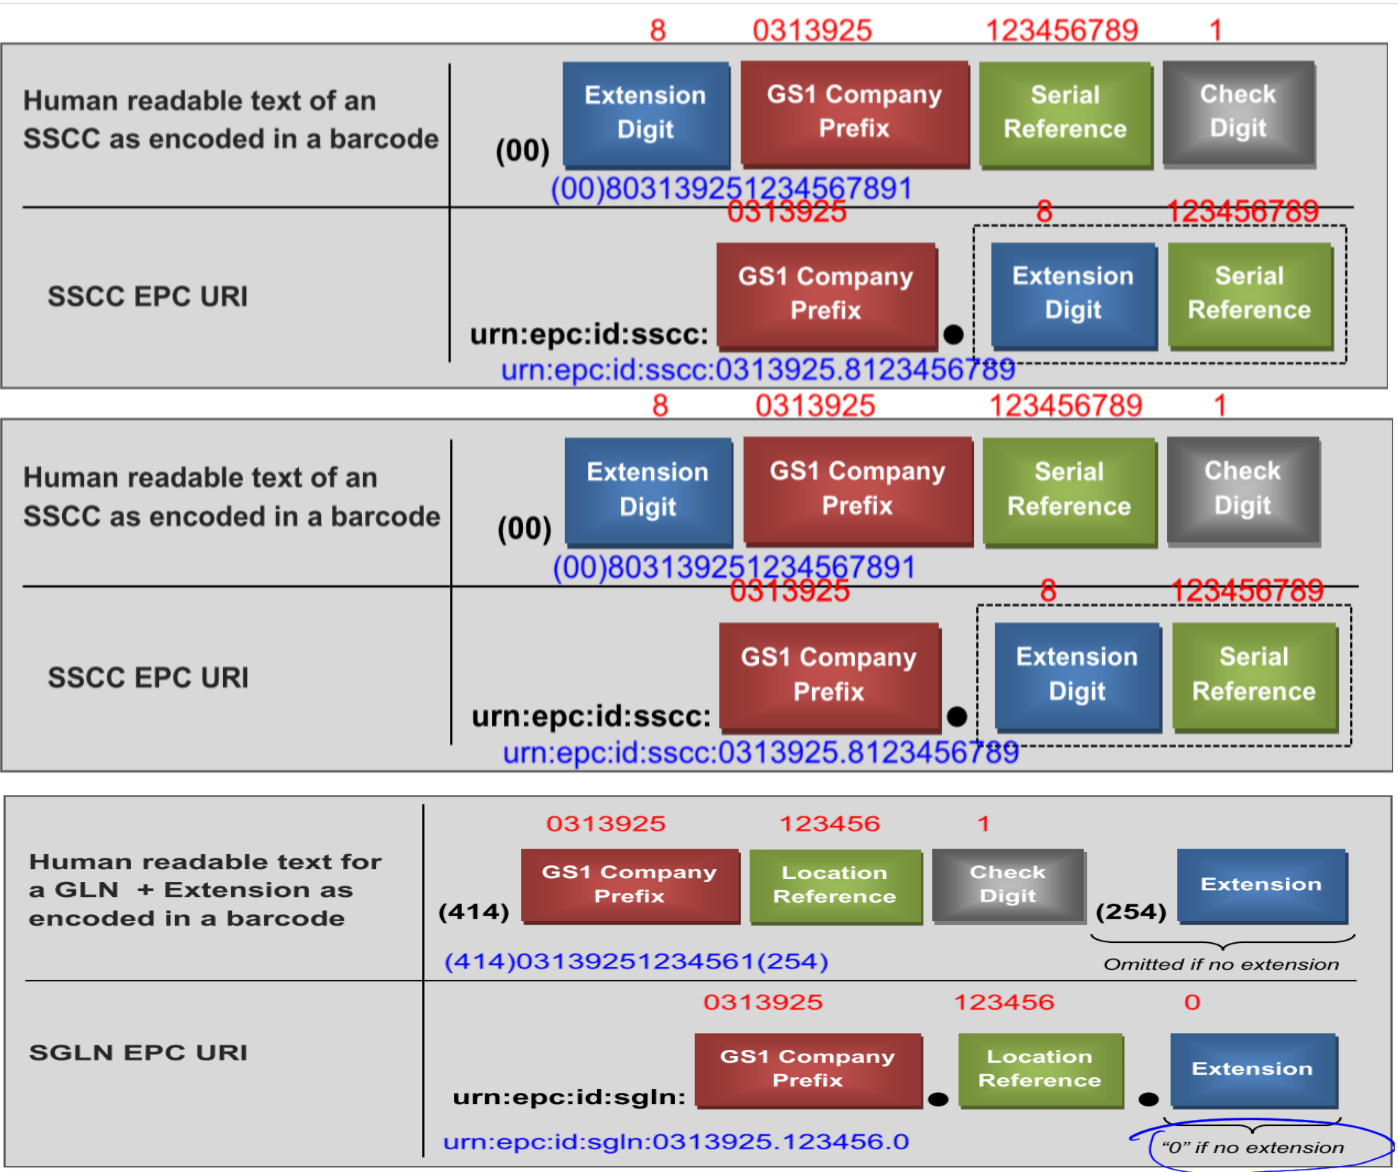 8 0313925 123456789 1
Human readable text of an
SSCC as encoded in a barcode
(00)
Extension
Digit
GS1 Company
Prefix
Serial
Reference
Check
Digit
(00)803139251234567891
0313925 8 123456789
SSCC EPC URI
urn:epc:id:sscc:
GS1 Company
Prefix
Extension
Digit
Serial
Reference
urn:epc:id:sscc:0313925.8123456789
8 0313925 123456789 1
Human readable text of an
SSCC as encoded in a barcode
(00)
Extension
Digit
GS1 Company
Prefix
Serial
Reference
Check
Digit
(00)803139251234567891
0313925 8 123456789
SSCC EPC URI
urn:epc:id:sscc:
GS1 Company
Prefix
Extension
Digit
Serial
Reference
urn:epc:id:sscc:0313925.8123456789
0313925 123456 1
Human readable text for
a GLN + Extension as
encoded in a barcode
(414)
GS1 Company
Prefix
Location
Reference
Check
Digit
(254)
Extension
(414)03139251234561(254)
Omitted if no extension
0313925 123456 0
SGLN EPC URI
urn:epc:id:sgln:
GS1 Company
Prefix
Location
Reference
Extension
urn:epc:id:sgln:0313925.123456.0
“0” if no extension